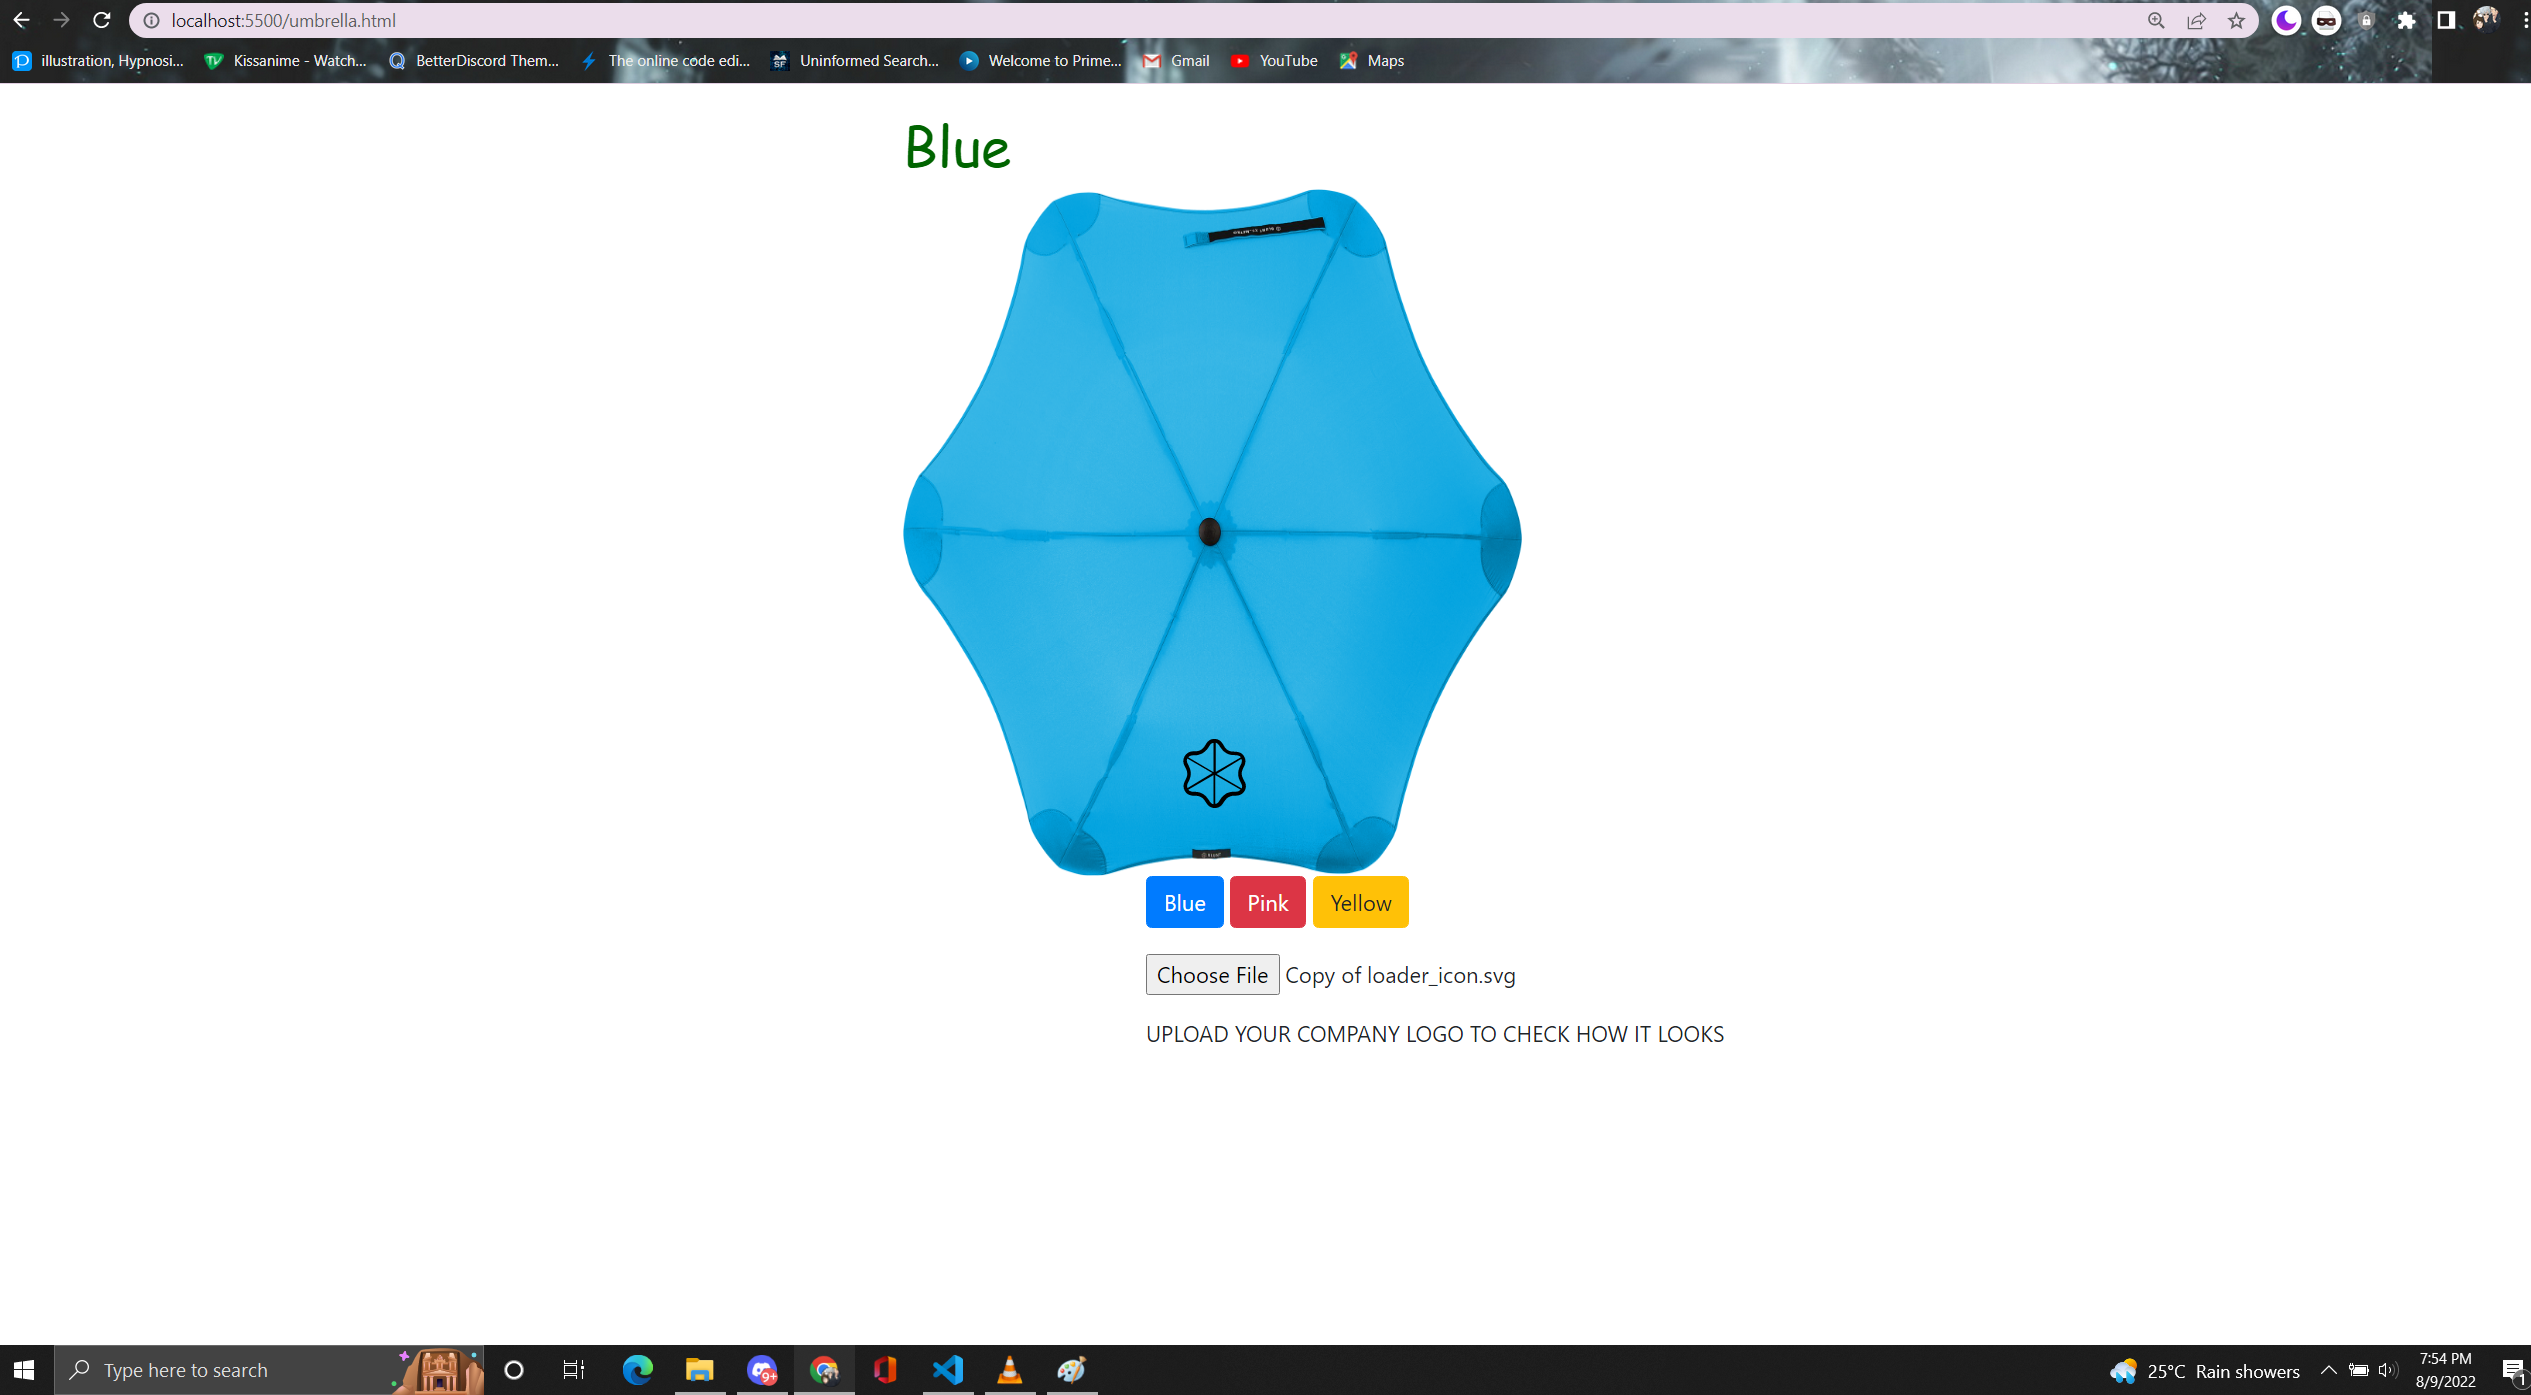 localhost:5500/umbrella.html
illustration, Hypnosi...
Kissanime - Watch...
BetterDiscord Them...
The online code edi...
Uninformed Search...
Welcome to Prime...
Gmail
YouTube
Maps
Blue
Blue
Pink
Yellow
Choose File Copy of loader_icon.svg
UPLOAD YOUR COMPANY LOGO TO CHECK HOW IT LOOKS
Type here to search
9+
25°C Rain showers
7:54 PM
8/9/2022
1